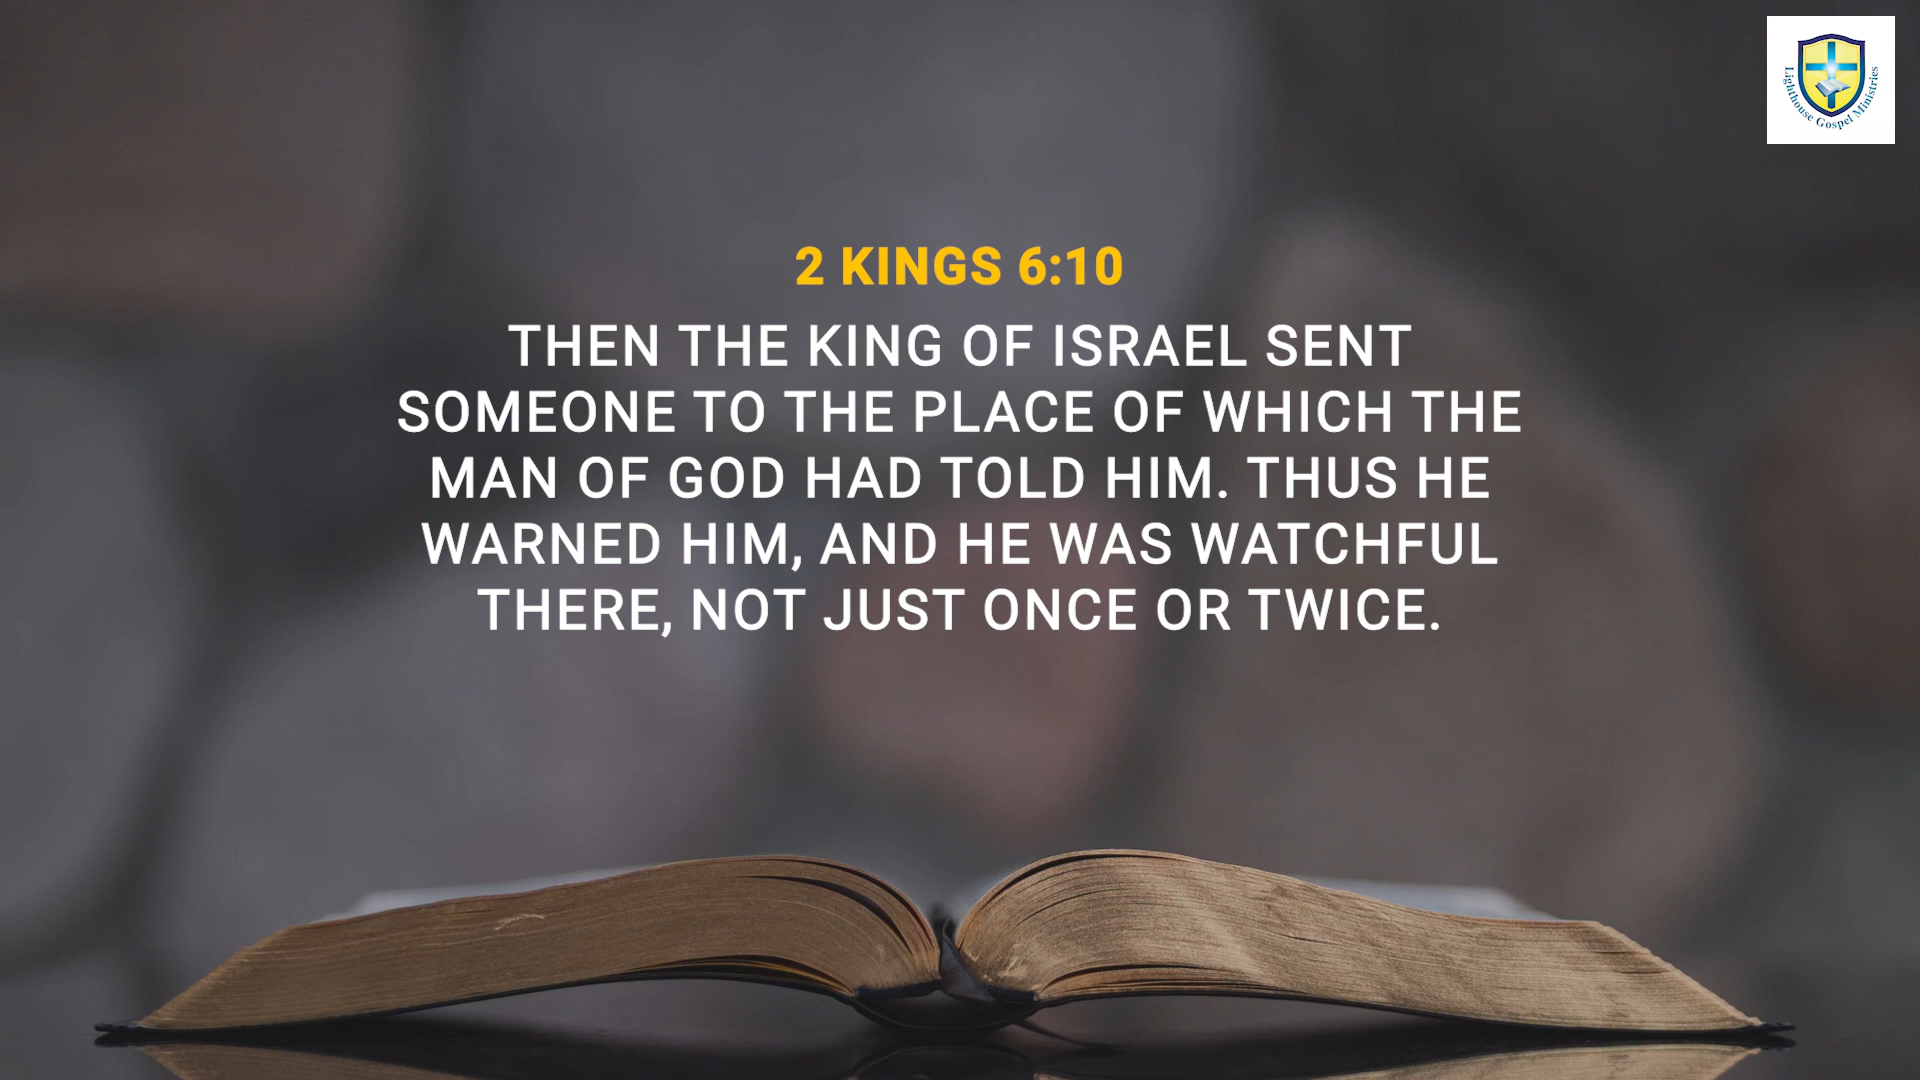 Lighthouse Gospel Ministries
2 KINGS 6:10
THEN THE KING OF ISRAEL SENT
SOMEONE TO THE PLACE OF WHICH THE
MAN OF GOD HAD TOLD HIM. THUS HE
WARNED HIM, AND HE WAS WATCHFUL
THERE, NOT JUST ONCE OR TWICE.